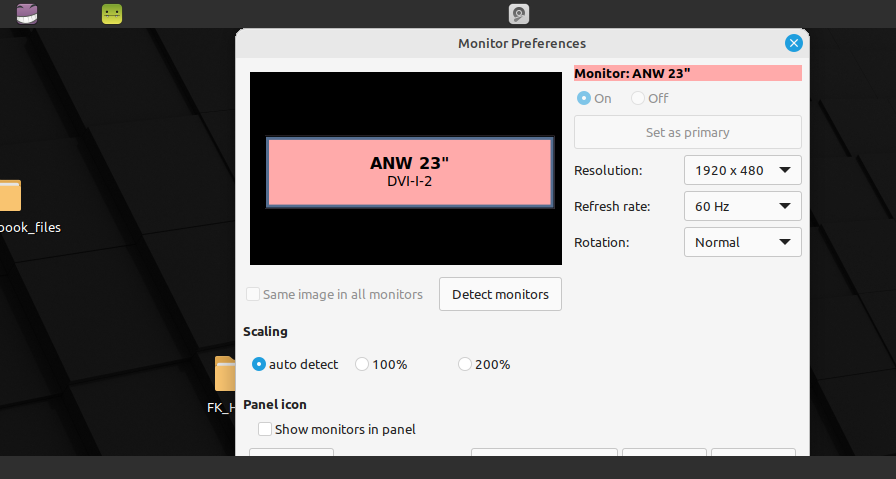 Monitor Preferences
Monitor: ANW 23"
On Off
Set as primary
ANW 23"
DVI-I-2
Resolution: 1920 x 480
Refresh rate: 60 Hz
Rotation: Normal
ook_files
Same image in all monitors Detect monitors
Scaling
auto detect 100% 200%
FK_H
Panel icon
Show monitors in panel